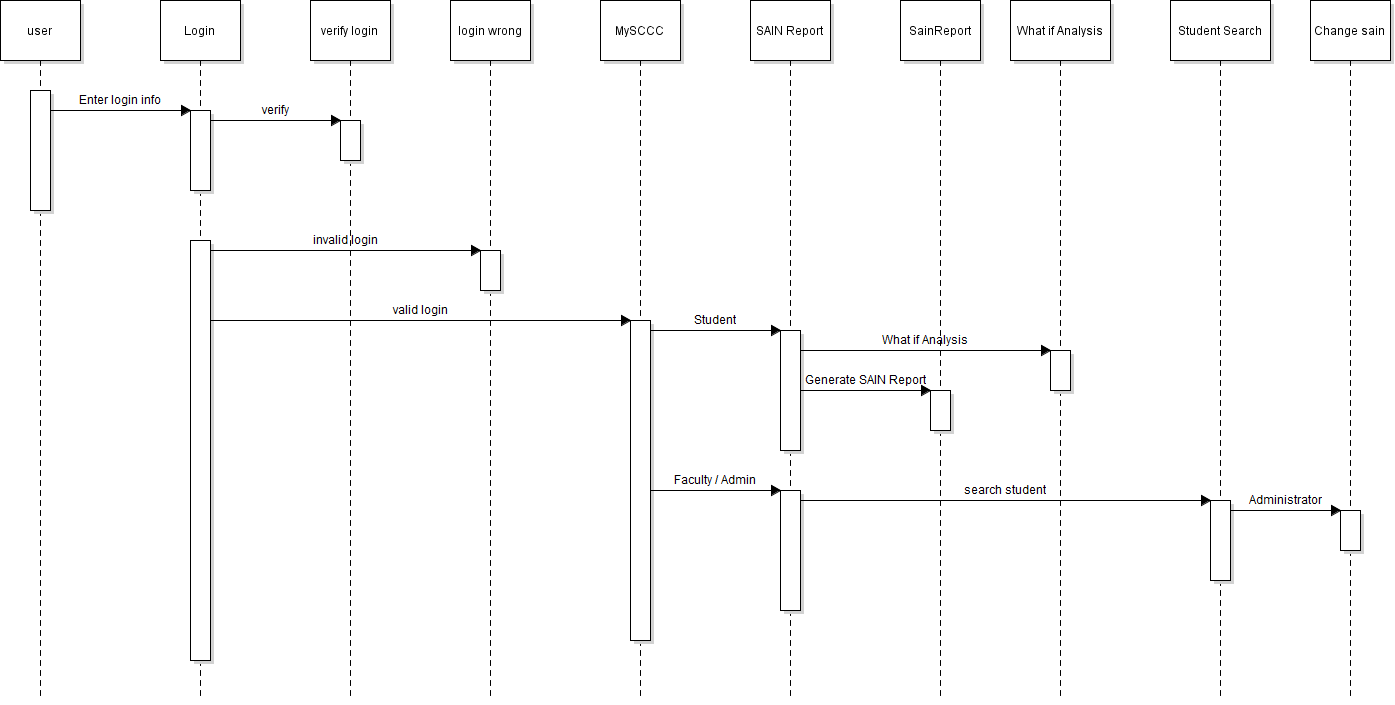 user
Login
verify login
login wrong
MySCCC
SAIN Report
SainReport
What if Analysis
Student Search
Change sain
Enter login info
verify
invalid login
valid login
Student
What if Analysis
Generate SAIN Report
Faculty / Admin
search student
Administrator